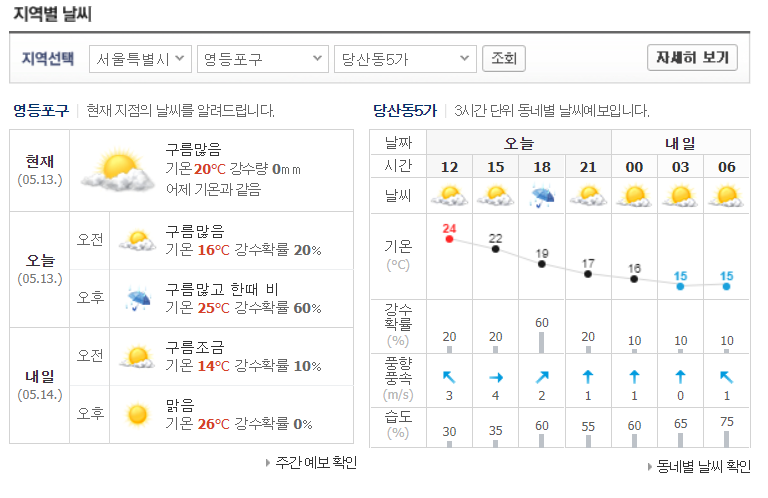 지역별 날씨
지역선택 서울특별시 영등포구 당산동5가 조회 자세히 보기
영등포구 현재 지점의 날씨를 알려드립니다.
현재
(05.13.)
구름많음
기온20℃ 강수량 0mm
어제 기온과 같음
오늘
(05.13.)
오전
구름많음
기온 16℃ 강수확률 20%
오후
구름많고 한때 비
기온 25℃ 강수확률 60%
내일
(05.14.)
오전
구름조금
기온 14℃ 강수확률 10%
오후
맑음
기온 26℃ 강수확률 0%
주간 예보 확인
당산동5가 3시간 단위 동네별 날씨예보입니다.
날짜 오늘 내일
시간 12 15 18 21 00 03 06
날씨
기온
(℃)
24 22 19 17 16 15 15
강수
확률
(%)
20 20 60 20 10 10 10
풍향
풍속
(m/s)
3 4 2 1 1 0 1
습도
(%)
30 35 60 55 60 65 75
동네별 날씨 확인